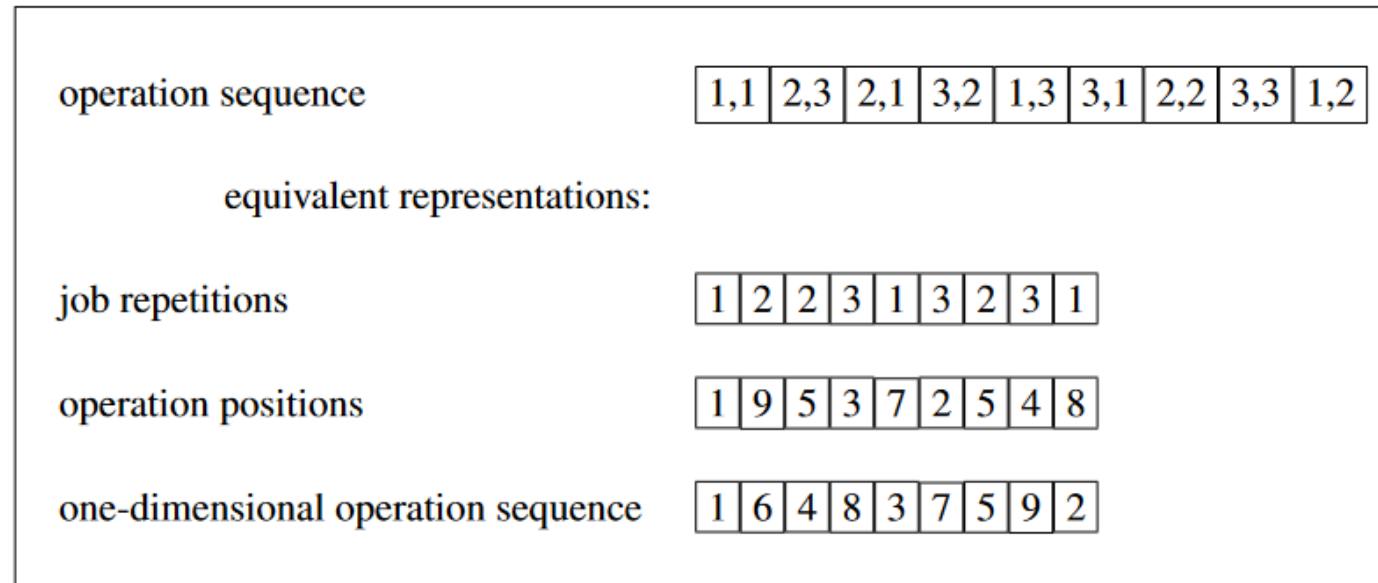 operation sequence 1,1 2,3 2,1 3,2 1,3 3,1 2,2 3,3 1,2
equivalent representations:
job repetitions 1 2 2 3 1 3 2 3 1
operation positions 1 9 5 3 7 2 5 4 8
one-dimensional operation sequence 1 6 4 8 3 7 5 9 2